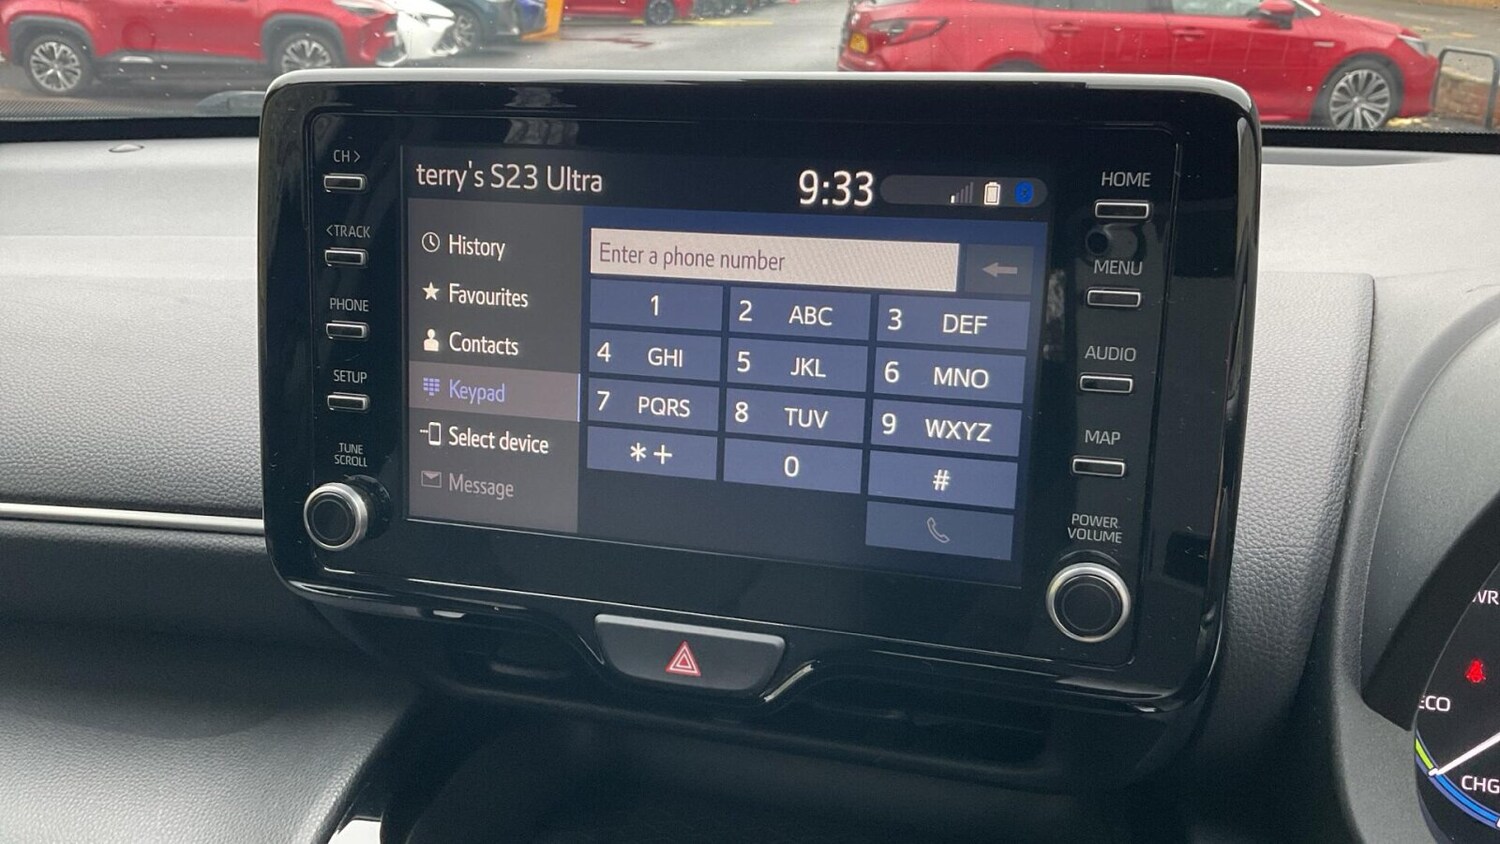 CH >
< TRACK
PHONE
SETUP
TUNE
SCROLL
terry's S23 Ultra
9:33
History
Favourites
Contacts
Keypad
Select device
Message
Enter a phone number
1
2 ABC
3 DEF
4 GHI
5 JKL
6 MNO
7 PQRS
8 TUV
9 WXYZ
*+
0
#
HOME
MENU
AUDIO
MAP
POWER
VOLUME
ECO
CHG